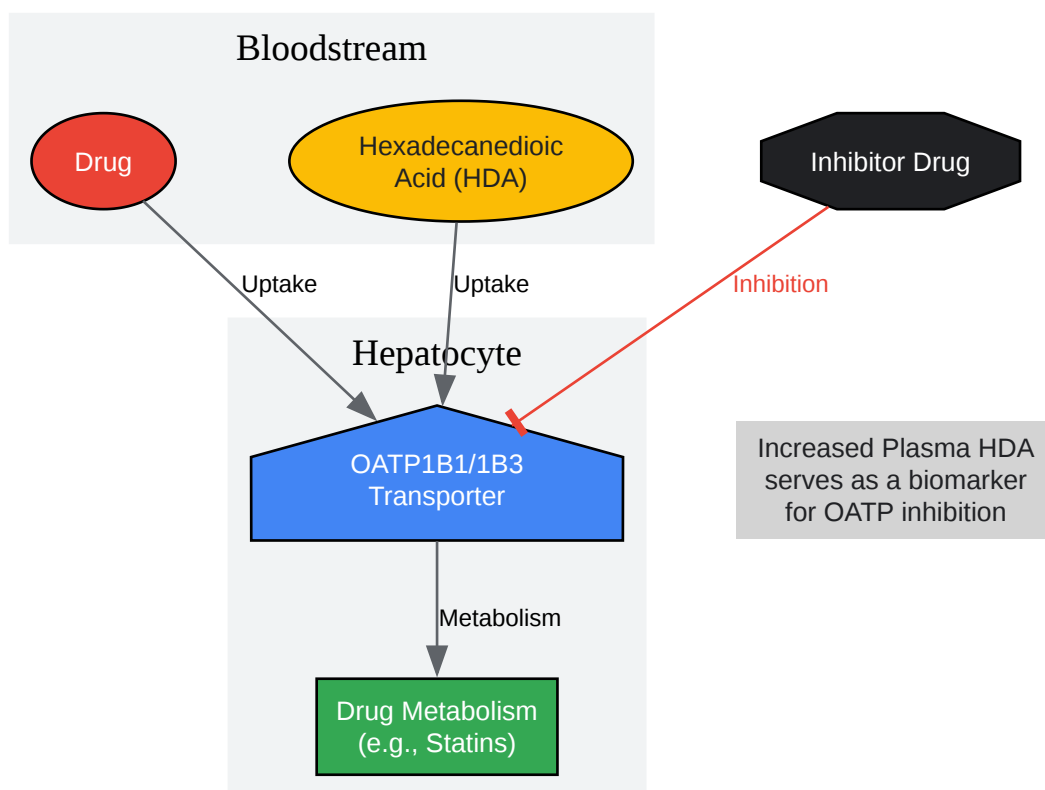 Bloodstream
Drug
Hexadecanedioic
Acid (HDA)
Inhibitor Drug
Uptake
Uptake
Inhibition
Hepatocyte
OATP1B1/1B3
Transporter
Increased Plasma HDA
serves as a biomarker
for OATP inhibition
Metabolism
Drug Metabolism
(e.g., Statins)